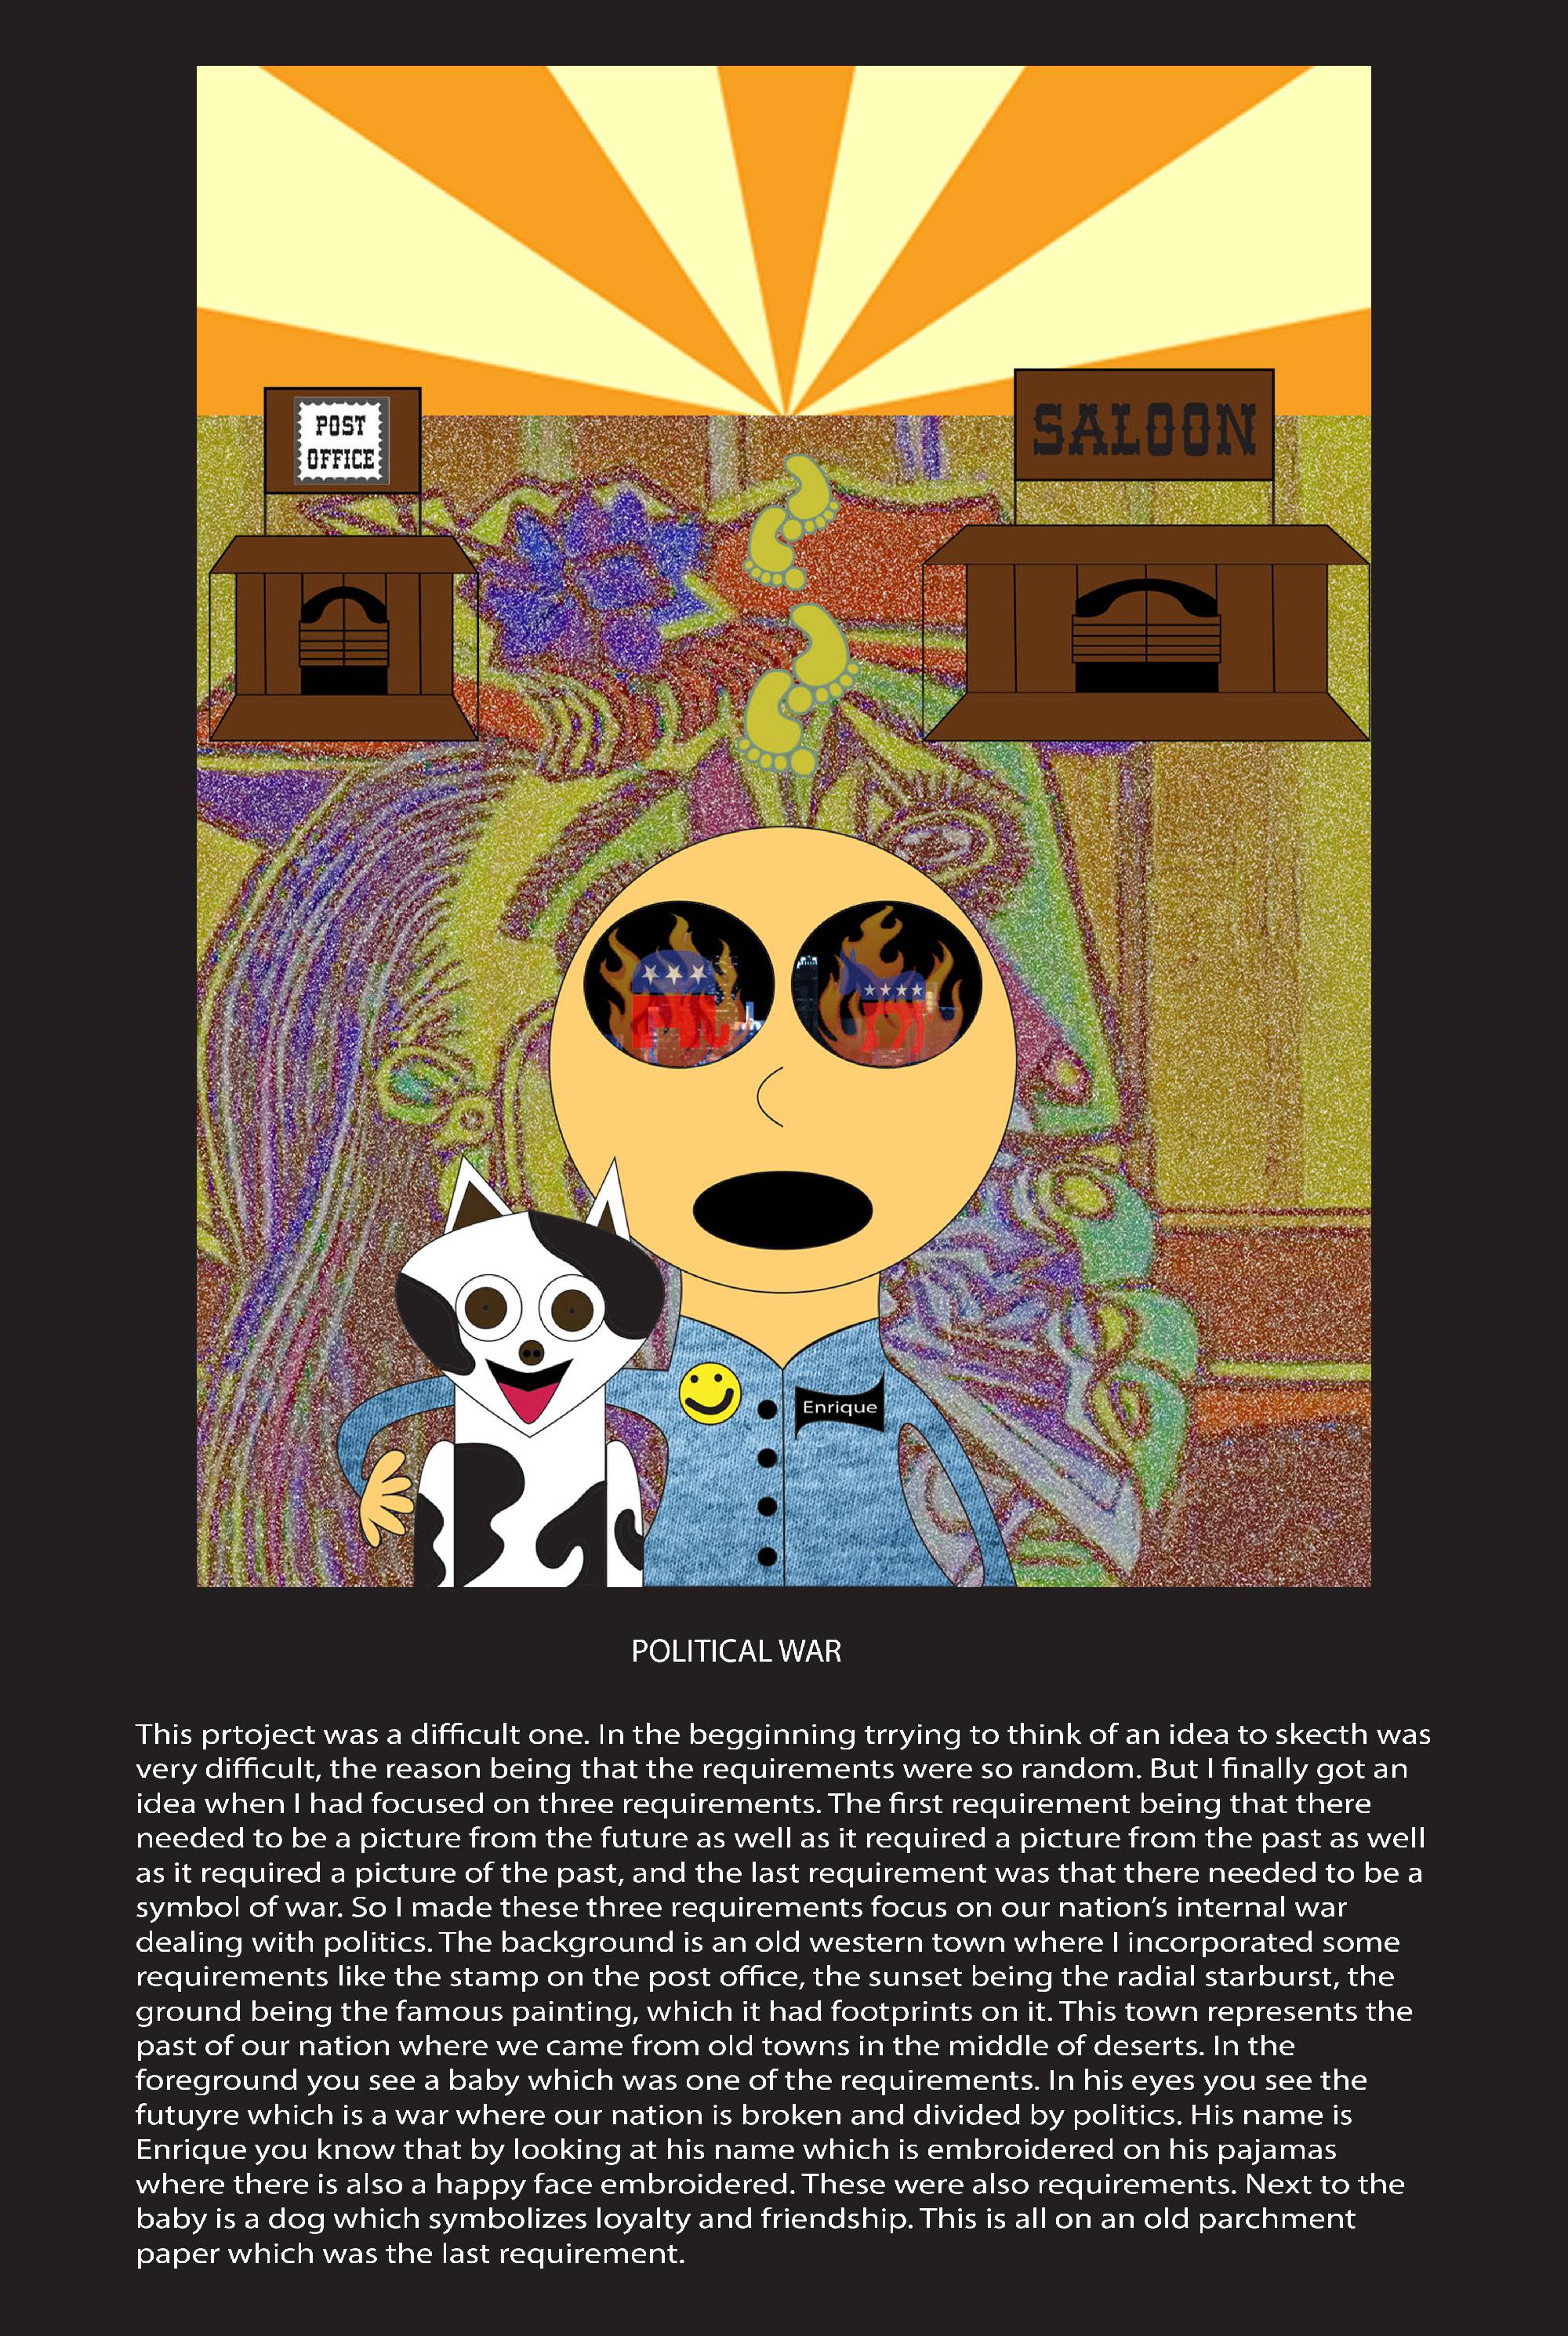 POST
OFFICE
SALOON
Enrique
POLITICAL WAR
This prtoject was a difficult one. In the begginning trrying to think of an idea to skecth was
very difficult, the reason being that the requirements were so random. But I finally got an
idea when I had focused on three requirements. The first requirement being that there
needed to be a picture from the future as well as it required a picture from the past as well
as it required a picture of the past, and the last requirement was that there needed to be a
symbol of war. So I made these three requirements focus on our nation’s internal war
dealing with politics. The background is an old western town where I incorporated some
requirements like the stamp on the post office, the sunset being the radial starburst, the
ground being the famous painting, which it had footprints on it. This town represents the
past of our nation where we came from old towns in the middle of deserts. In the
foreground you see a baby which was one of the requirements. In his eyes you see the
futuyre which is a war where our nation is broken and divided by politics. His name is
Enrique you know that by looking at his name which is embroidered on his pajamas
where there is also a happy face embroidered. These were also requirements. Next to the
baby is a dog which symbolizes loyalty and friendship. This is all on an old parchment
paper which was the last requirement.